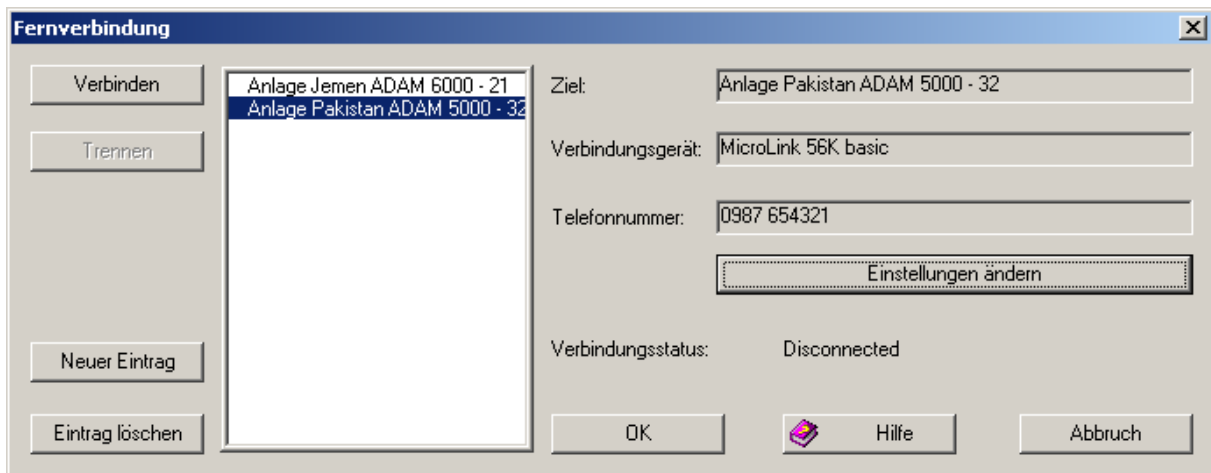 Fernverbindung
Verbinden
Trennen
Neuer Eintrag
Eintrag löschen
Anlage Jemen ADAM 6000 - 21
Anlage Pakistan ADAM 5000 - 32
Ziel: Anlage Pakistan ADAM 5000 - 32
Verbindungsgerät: MicroLink 56K basic
Telefonnummer: 0987 654321
Einstellungen ändern
Verbindungsstatus: Disconnected
OK Hilfe Abbruch